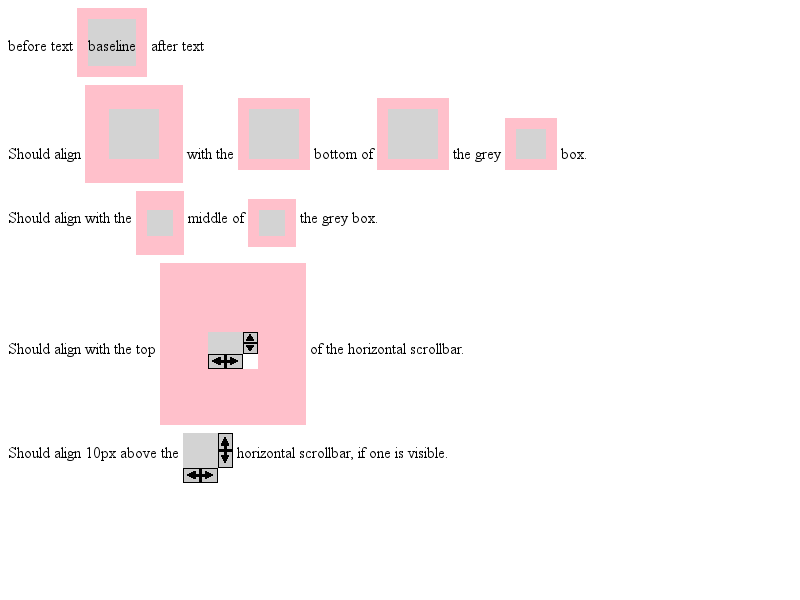 before text baseline after text
Should align with the bottom of the grey box.
Should align with the middle of the grey box.
Should align with the top of the horizontal scrollbar.
Should align 10px above the horizontal scrollbar, if one is visible.